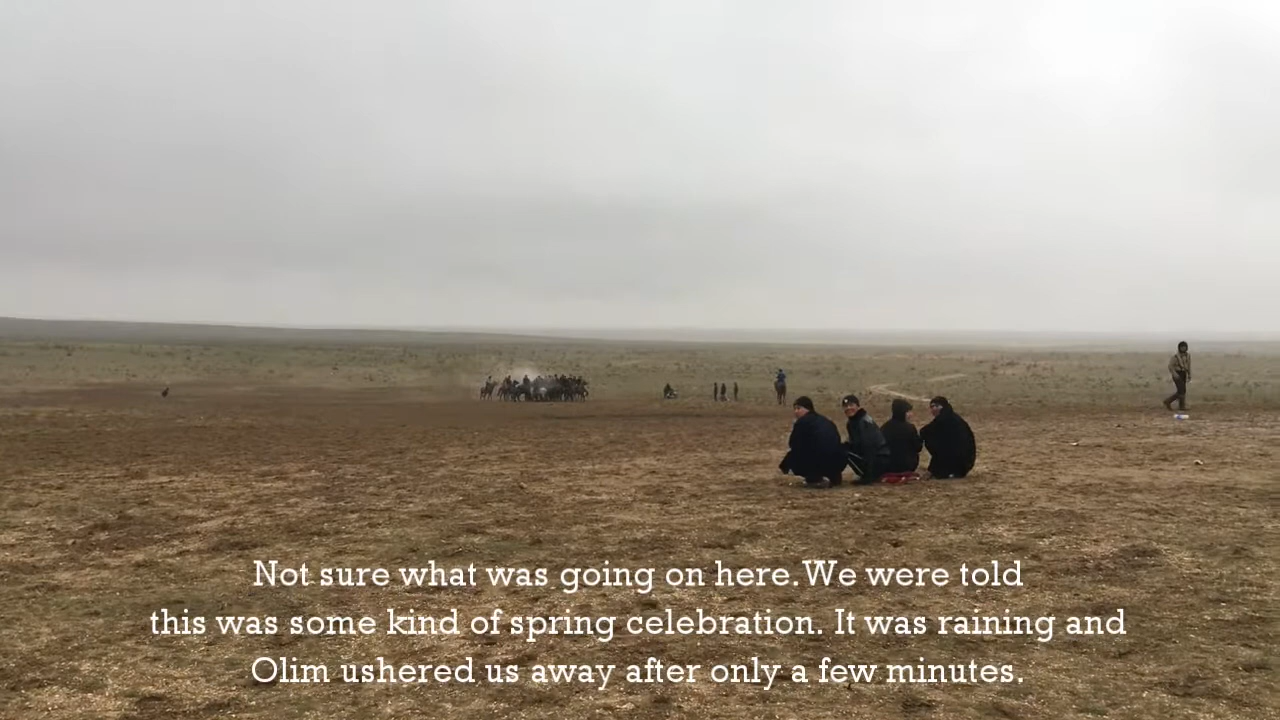 Not sure what was going on here.We were told
this was some kind of spring celebration. It was raining and
Olim ushered us away after only a few minutes.